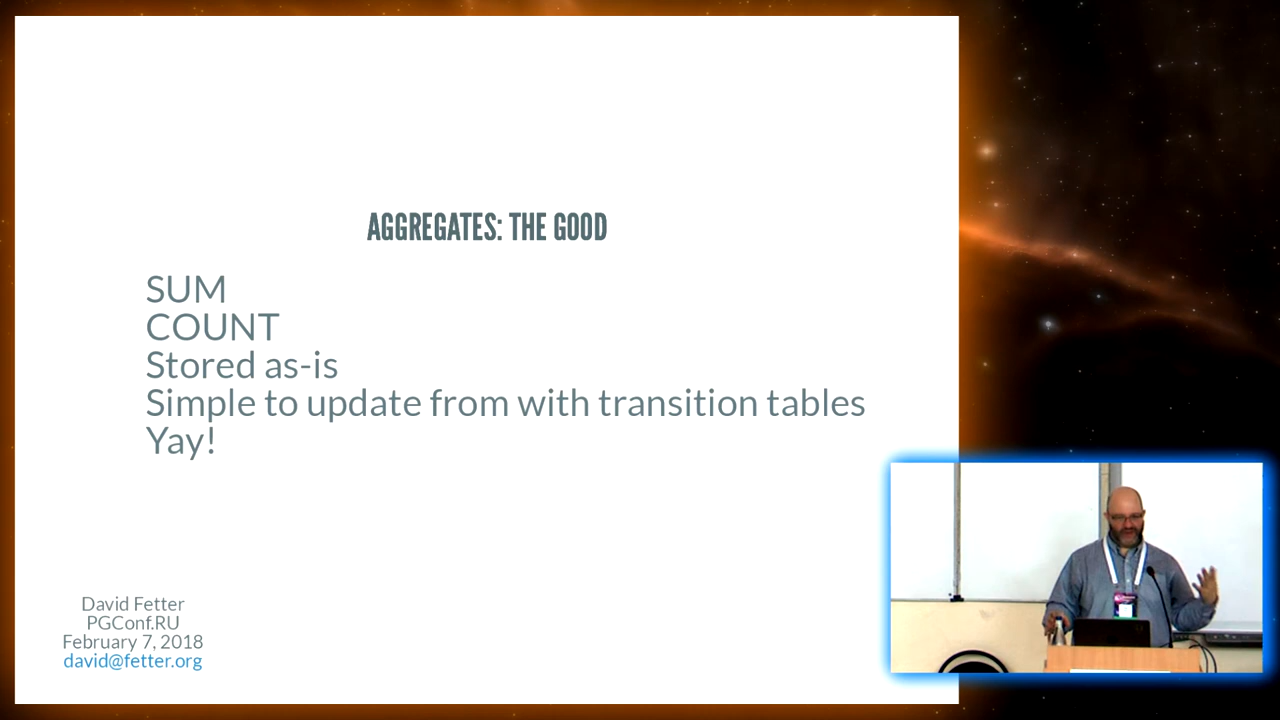 AGGREGATES: THE GOOD
SUM
COUNT
Stored as-is
Simple to update from with transition tables
Yay!
David Fetter
PGConf.RU
February 7, 2018
david@fetter.org